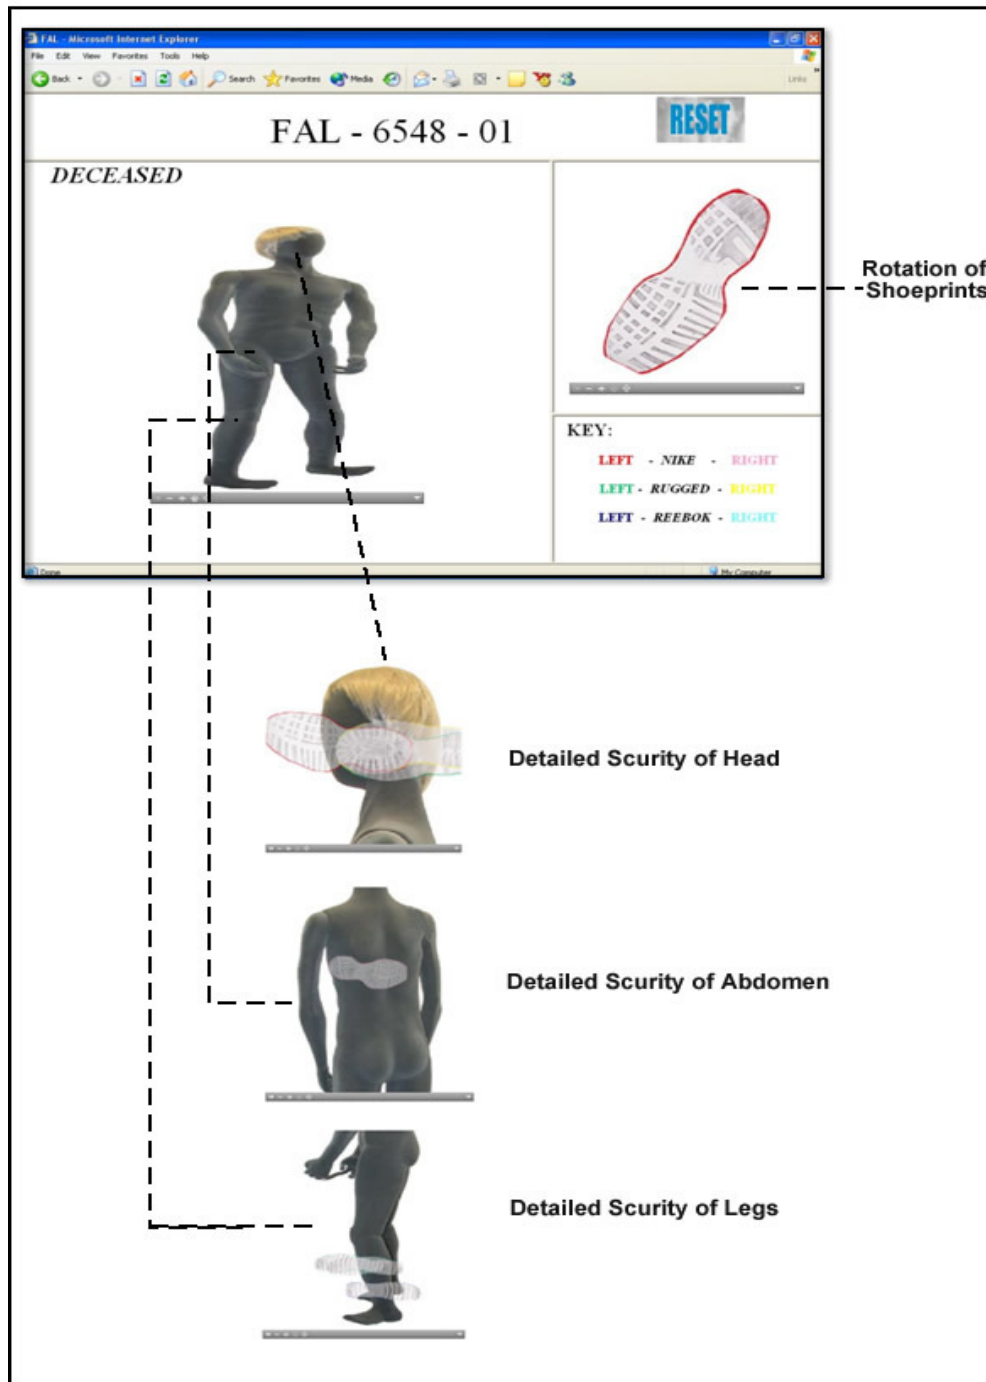 FAL - Microsoft Internet Explorer
File Edit View Favorites Tools Help
Back Search Favorites Media Links
FAL - 6548 - 01
RESET
DECEASED
Rotation of
Shoeprints
KEY:
LEFT - NIKE - RIGHT
LEFT - RUGGED - RIGHT
LEFT - REEBOK - RIGHT
Done My Computer
Detailed Scurity of Head
Detailed Scurity of Abdomen
Detailed Scurity of Legs